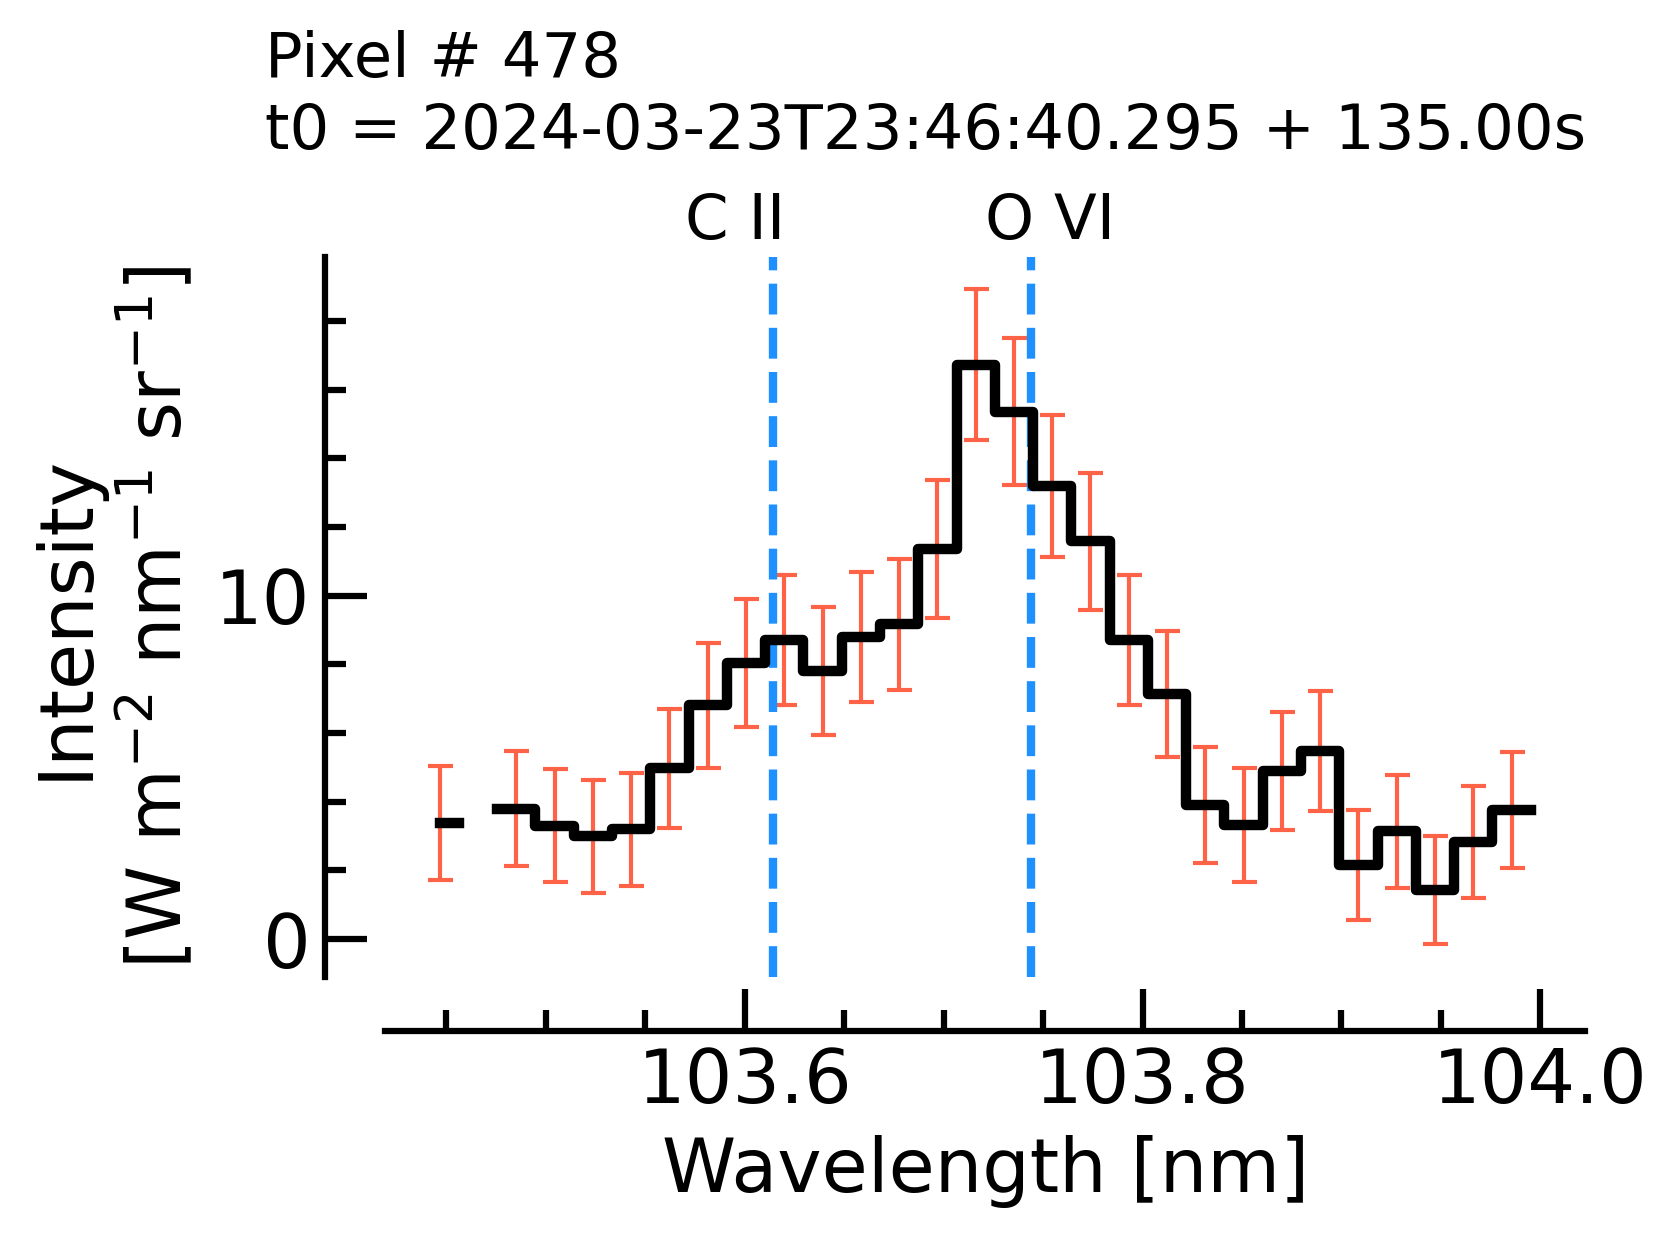 Pixel # 478
t0 = 2024-03-23T23:46:40.295 + 135.00s
C II
O VI
Intensity
[W m⁻² nm⁻¹ sr⁻¹]
10
0
103.6
103.8
104.0
Wavelength [nm]